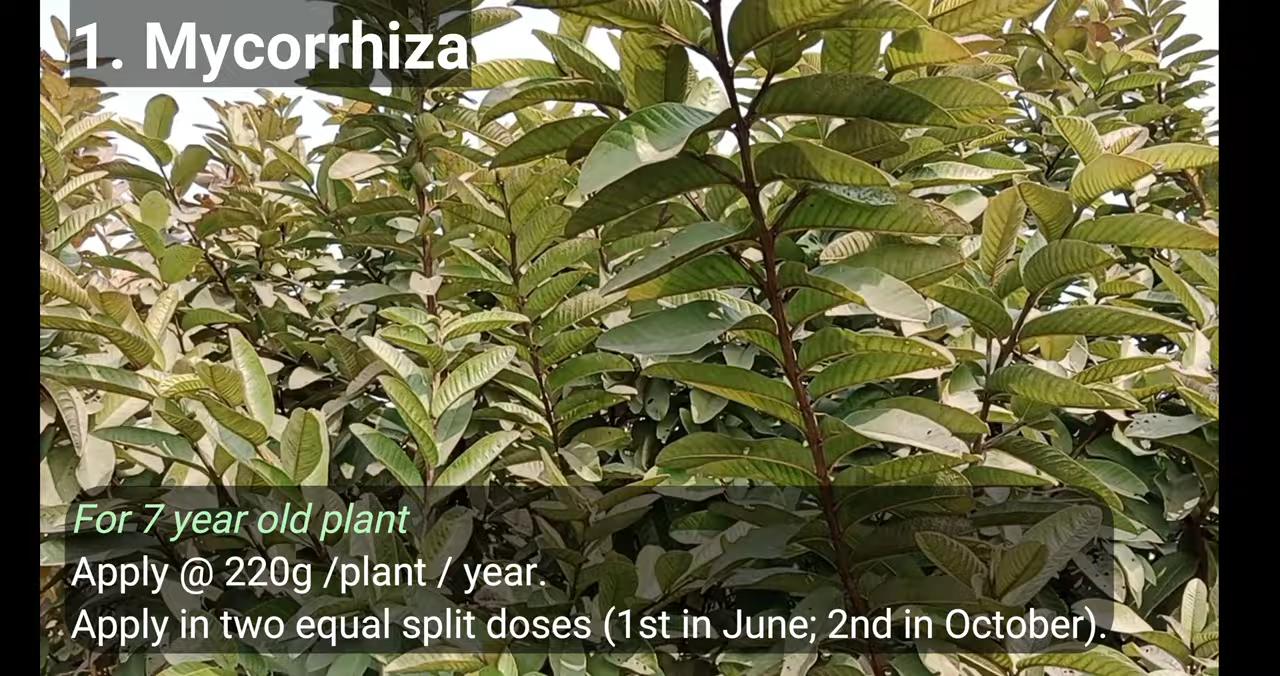 1. Mycorrhiza
For 7 year old plant
Apply @ 220g /plant / year.
Apply in two equal split doses (1st in June; 2nd in October).